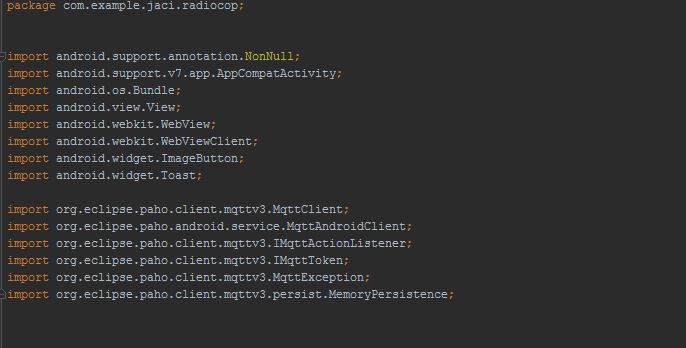 package com.example.jaci.radiocop;
import android.support.annotation.NonNull;
import android.support.v7.app.AppCompatActivity;
import android.os.Bundle;
import android.view.View;
import android.webkit.WebView;
import android.webkit.WebViewClient;
import android.widget.ImageButton;
import android.widget.Toast;
import org.eclipse.paho.client.mqttv3.MqttClient;
import org.eclipse.paho.android.service.MqttAndroidClient;
import org.eclipse.paho.client.mqttv3.IMqttActionListener;
import org.eclipse.paho.client.mqttv3.IMqttToken;
import org.eclipse.paho.client.mqttv3.MqttException;
import org.eclipse.paho.client.mqttv3.persist.MemoryPersistence;